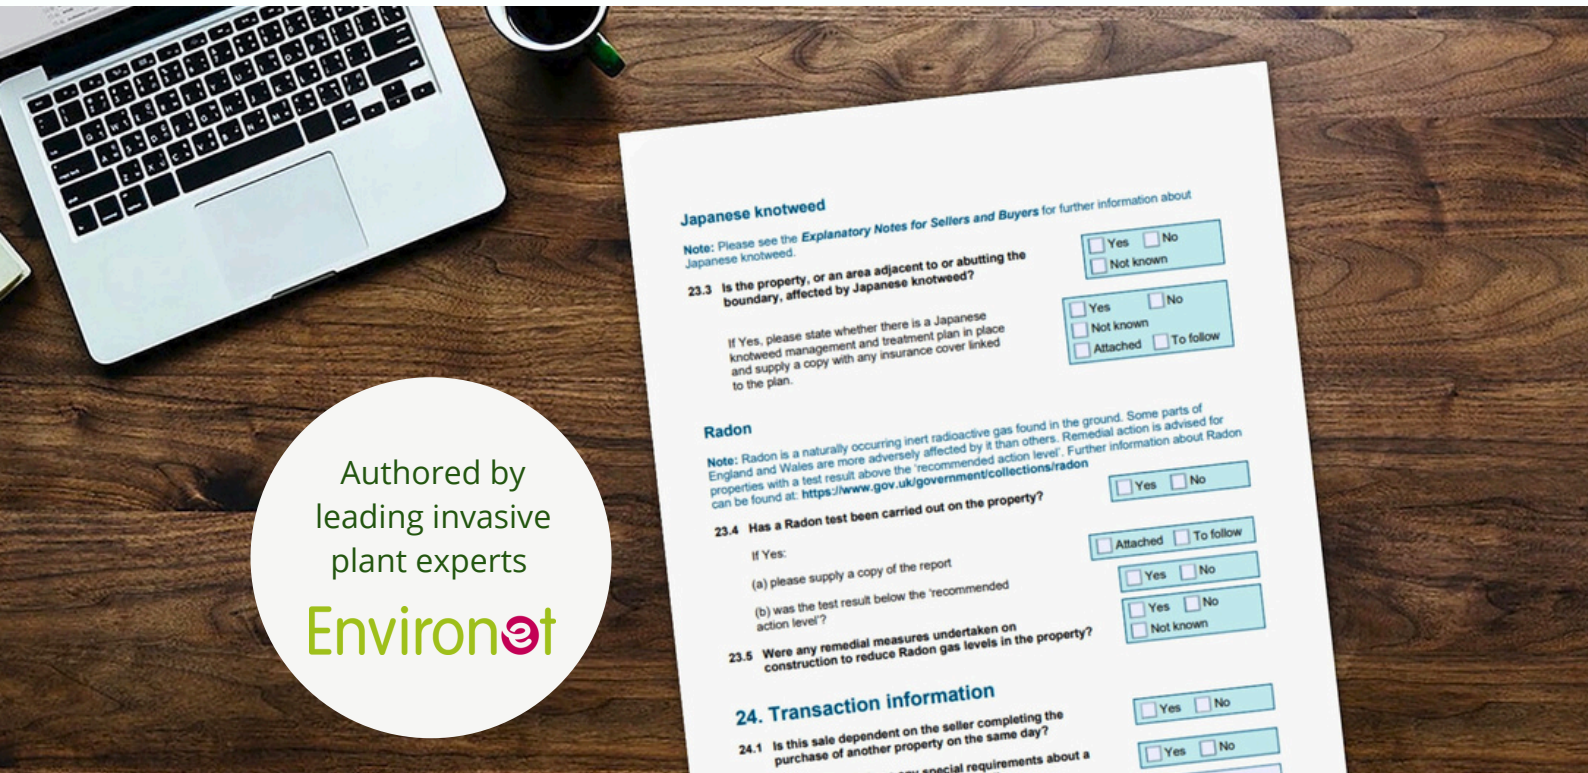 Japanese knotweed
Note: Please see the Explanatory Notes for Sellers and Buyers for further information about
Japanese knotweed.
23.3 Is the property, or an area adjacent to or abutting the
boundary, affected by Japanese knotweed?
Yes No
Not known
If Yes, please state whether there is a Japanese
knotweed management and treatment plan in place
and supply a copy with any insurance cover linked
to the plan.
Yes No
Not known
Attached To follow
Radon
Note: Radon is a naturally occurring inert radioactive gas found in the ground. Some parts of
England and Wales are more adversely affected by it than others. Remedial action is advised for
properties with a test result above the 'recommended action level'. Further information about Radon
can be found at: https://www.gov.uk/government/collections/radon
23.4 Has a Radon test been carried out on the property?
Yes No
If Yes:
(a) please supply a copy of the report
Attached To follow
(b) was the test result below the 'recommended
action level'?
Yes No
23.5 Were any remedial measures undertaken on
construction to reduce Radon gas levels in the property?
Yes No
Not known
24. Transaction information
24.1 Is this sale dependent on the seller completing the
purchase of another property on the same day?
Yes No
special requirements about a
Yes No
Authored by
leading invasive
plant experts
Environet